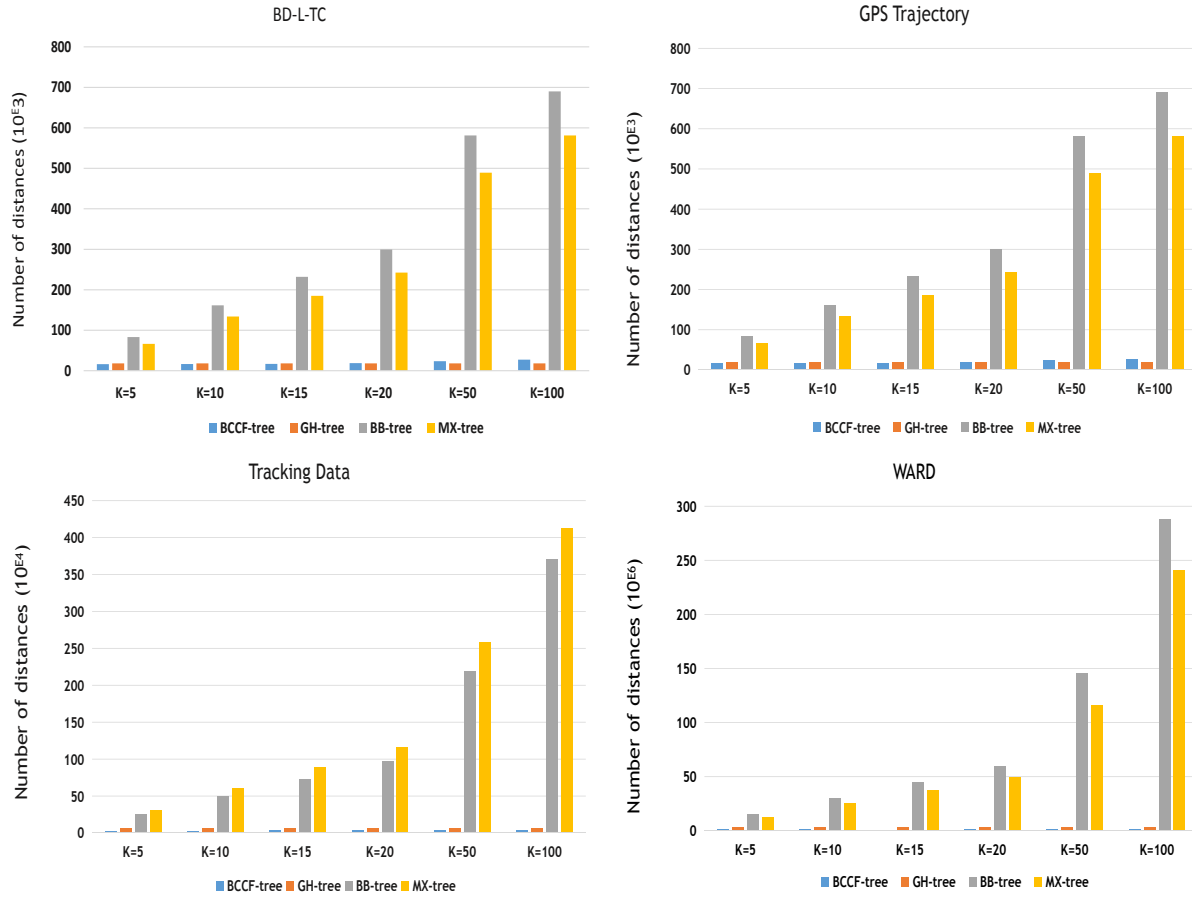 BD-L-TC
Number of distances (10ᴱ3)
800
700
600
500
400
300
200
100
0
K=5 K=10 K=15 K=20 K=50 K=100
BCCF-tree GH-tree BB-tree MX-tree
GPS Trajectory
Number of distances (10ᴱ³)
800
700
600
500
400
300
200
100
0
K=5 K=10 K=15 K=20 K=50 K=100
BCCF-tree GH-tree BB-tree MX-tree
Tracking Data
Number of distances (10ᴱ⁴)
450
400
350
300
250
200
150
100
50
0
K=5 K=10 K=15 K=20 K=50 K=100
BCCF-tree GH-tree BB-tree MX-tree
WARD
Number of distances (10ᴱ⁶)
300
250
200
150
100
50
0
K=5 K=10 K=15 K=20 K=50 K=100
BCCF-tree GH-tree BB-tree MX-tree